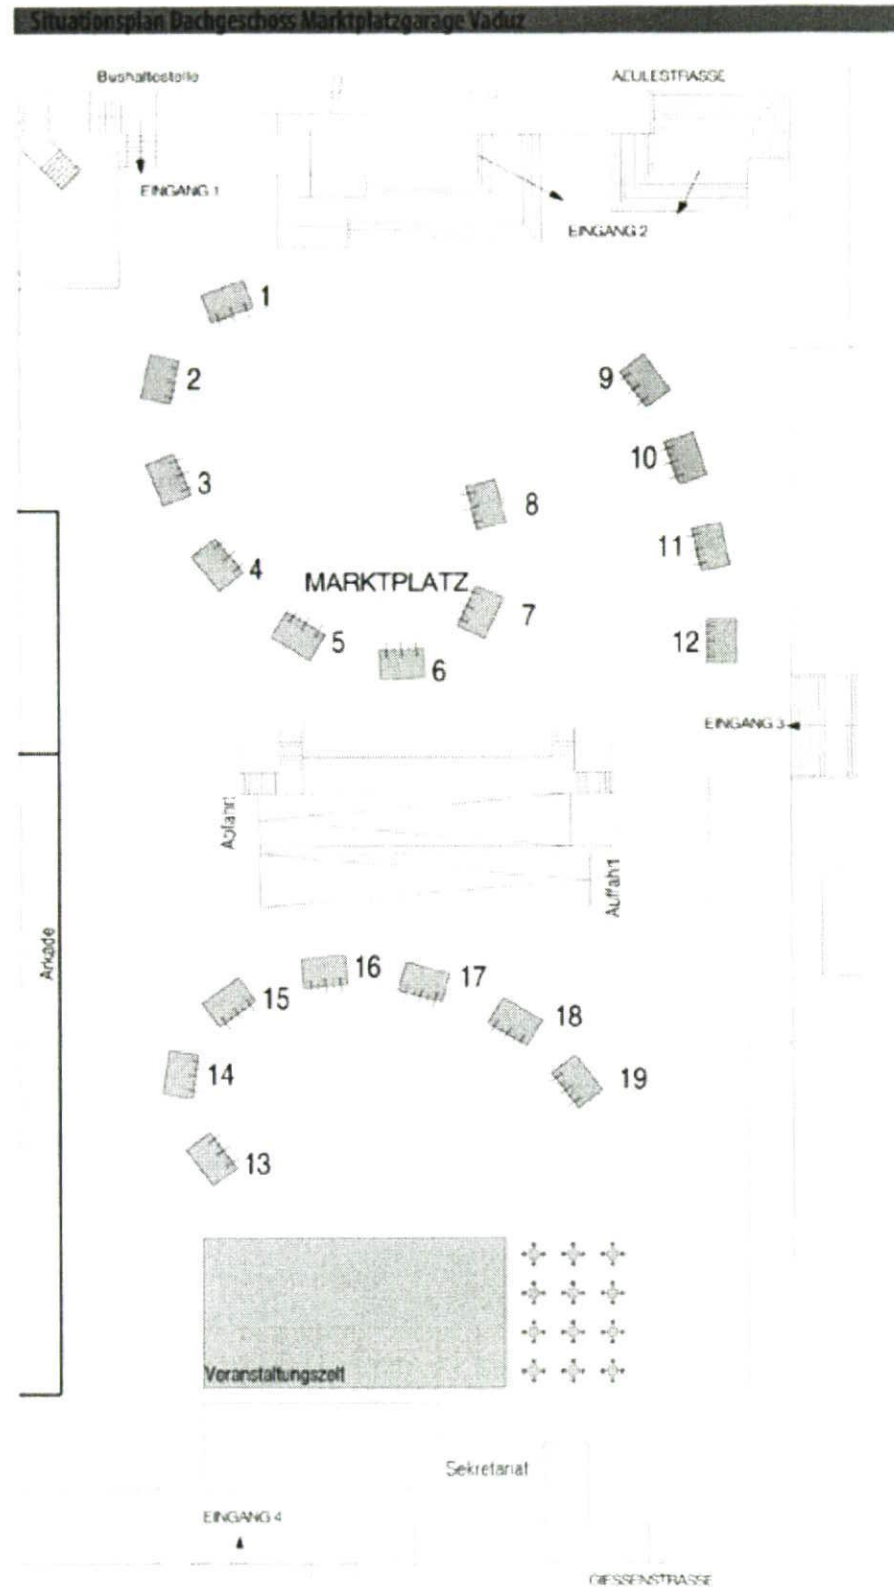 Situationsplan Dachgeschoss Marktplatzgarage Vaduz
Bushaltestelle
AEULESTRASSE
EINGANG 1
EINGANG 2
1
2
9
3
10
8
4
11
MARKTPLATZ
7
5
12
6
EINGANG 3
Abfahrt
Auffahrt
Arkade
16
15
17
18
14
19
13
Veranstaltungszelt
Sekretariat
EINGANG 4
GIESSENSTRASSE